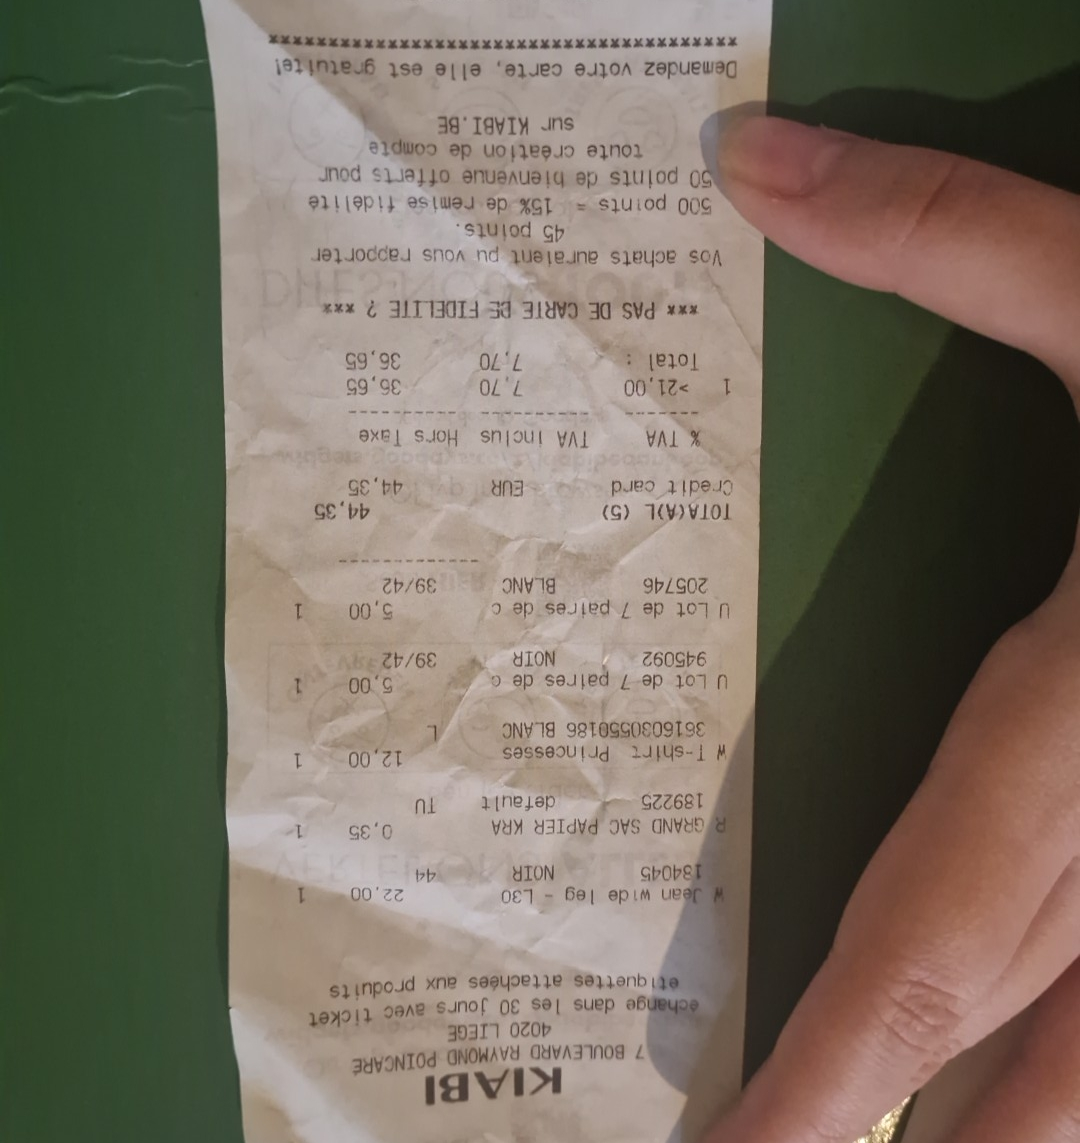 KIABI
7 BOULEVARD RAYMOND POINCARÉ
4020 LIEGE
échange dans les 30 jours avec ticket
étiquettes attachées aux produits
W Jean wide leg - L30 22,00 1
184045 NOIR 44
R GRAND SAC PAPIER KRA 0,35 1
189225 default TU
W T-shirt Princesses 12,00 1
3616030550186 BLANC L
U Lot de 7 paires de c 5,00 1
945092 NOIR 39/42
U Lot de 7 paires de c 5,00 1
205746 BLANC 39/42
------------
TOTA(A)L (5) 44,35
Credit card EUR 44,35
% TVA TVA inclus Hors Taxe
------ --------- ---------
1 >21,00 7,70 36,65
Total : 7,70 36,65
*** PAS DE CARTE DE FIDELITE ? ***
Vos achats auraient pu vous rapporter
45 points.
500 points = 15% de remise fidélité
50 points de bienvenue offerts pour
toute création de compte
sur KIABI.BE
Demandez votre carte, elle est gratuite!
****************************************